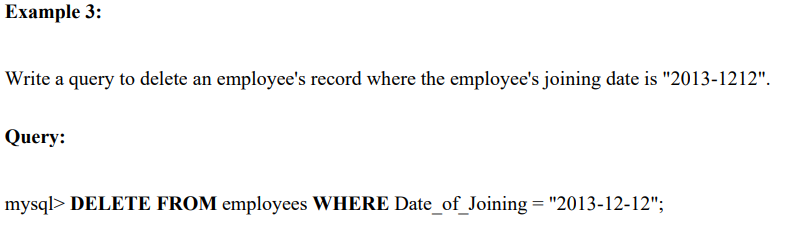 Example 3:
Write a query to delete an employee's record where the employee's joining date is "2013-1212".
Query:
mysql> DELETE FROM employees WHERE Date_of_Joining = "2013-12-12";